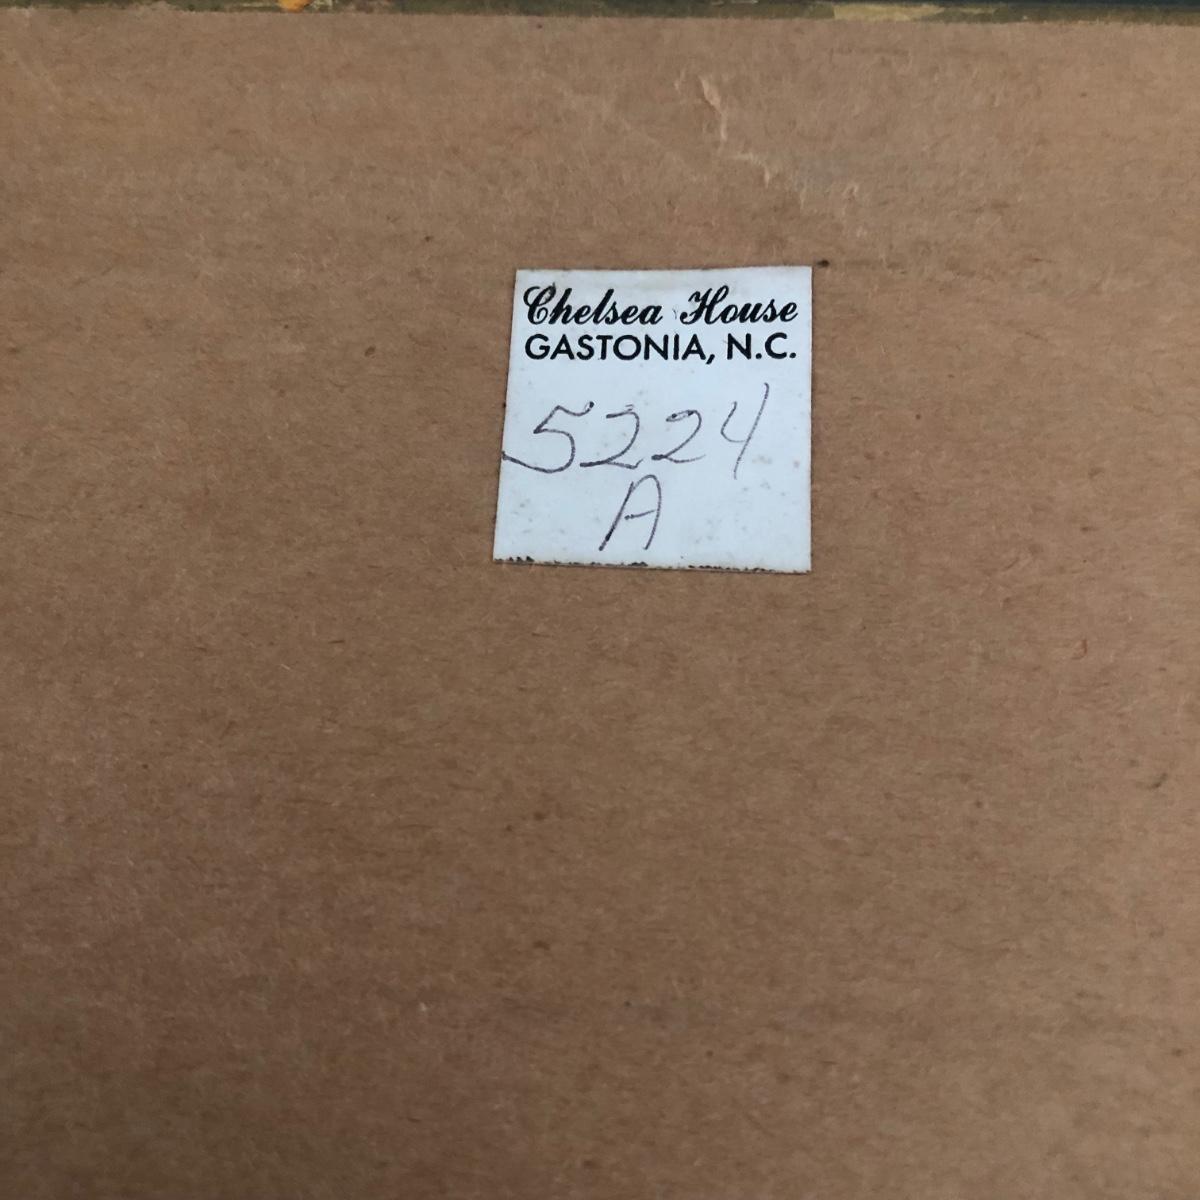 Chelsea House
GASTONIA, N.C.
5224
A